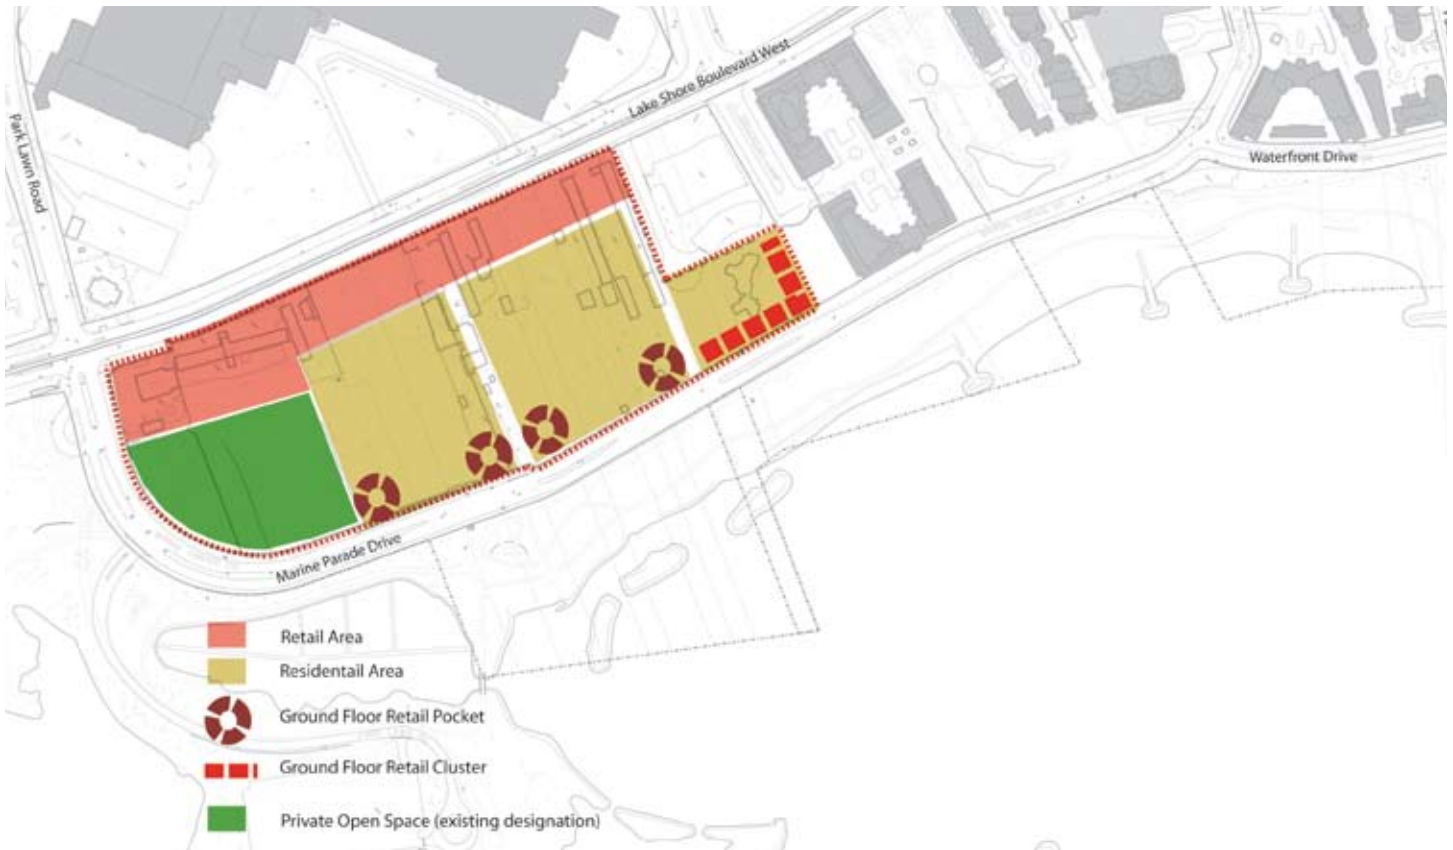 Lake Shore Boulevard West
Park Lawn Road
Waterfront Drive
Marine Parade Drive
Retail Area
Residentail Area
Ground Floor Retail Pocket
Ground Floor Retail Cluster
Private Open Space (existing designation)